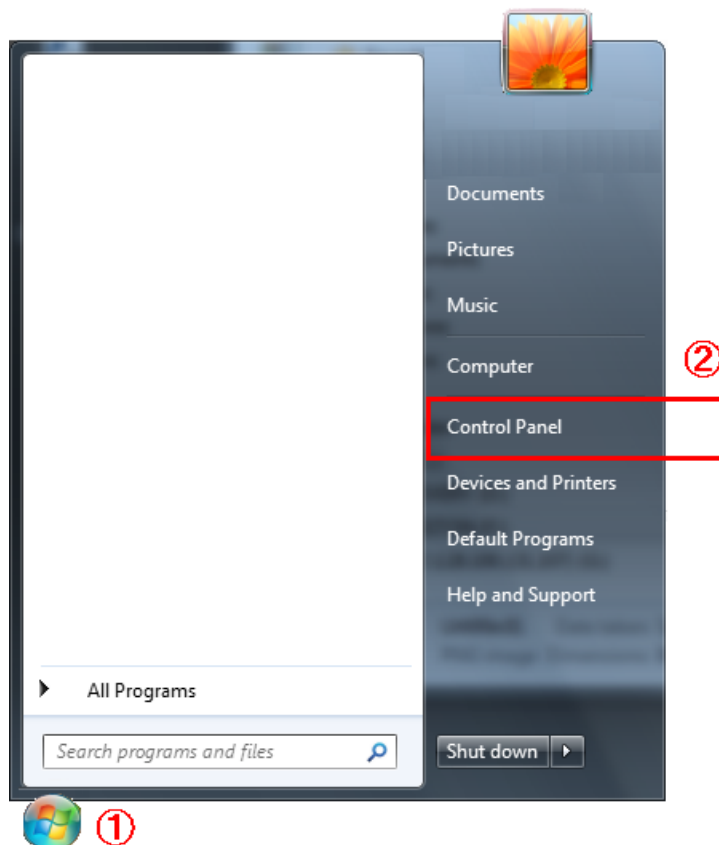 Documents
Pictures
Music
Computer
②
Control Panel
Devices and Printers
Default Programs
Help and Support
All Programs
Search programs and files
Shut down
①